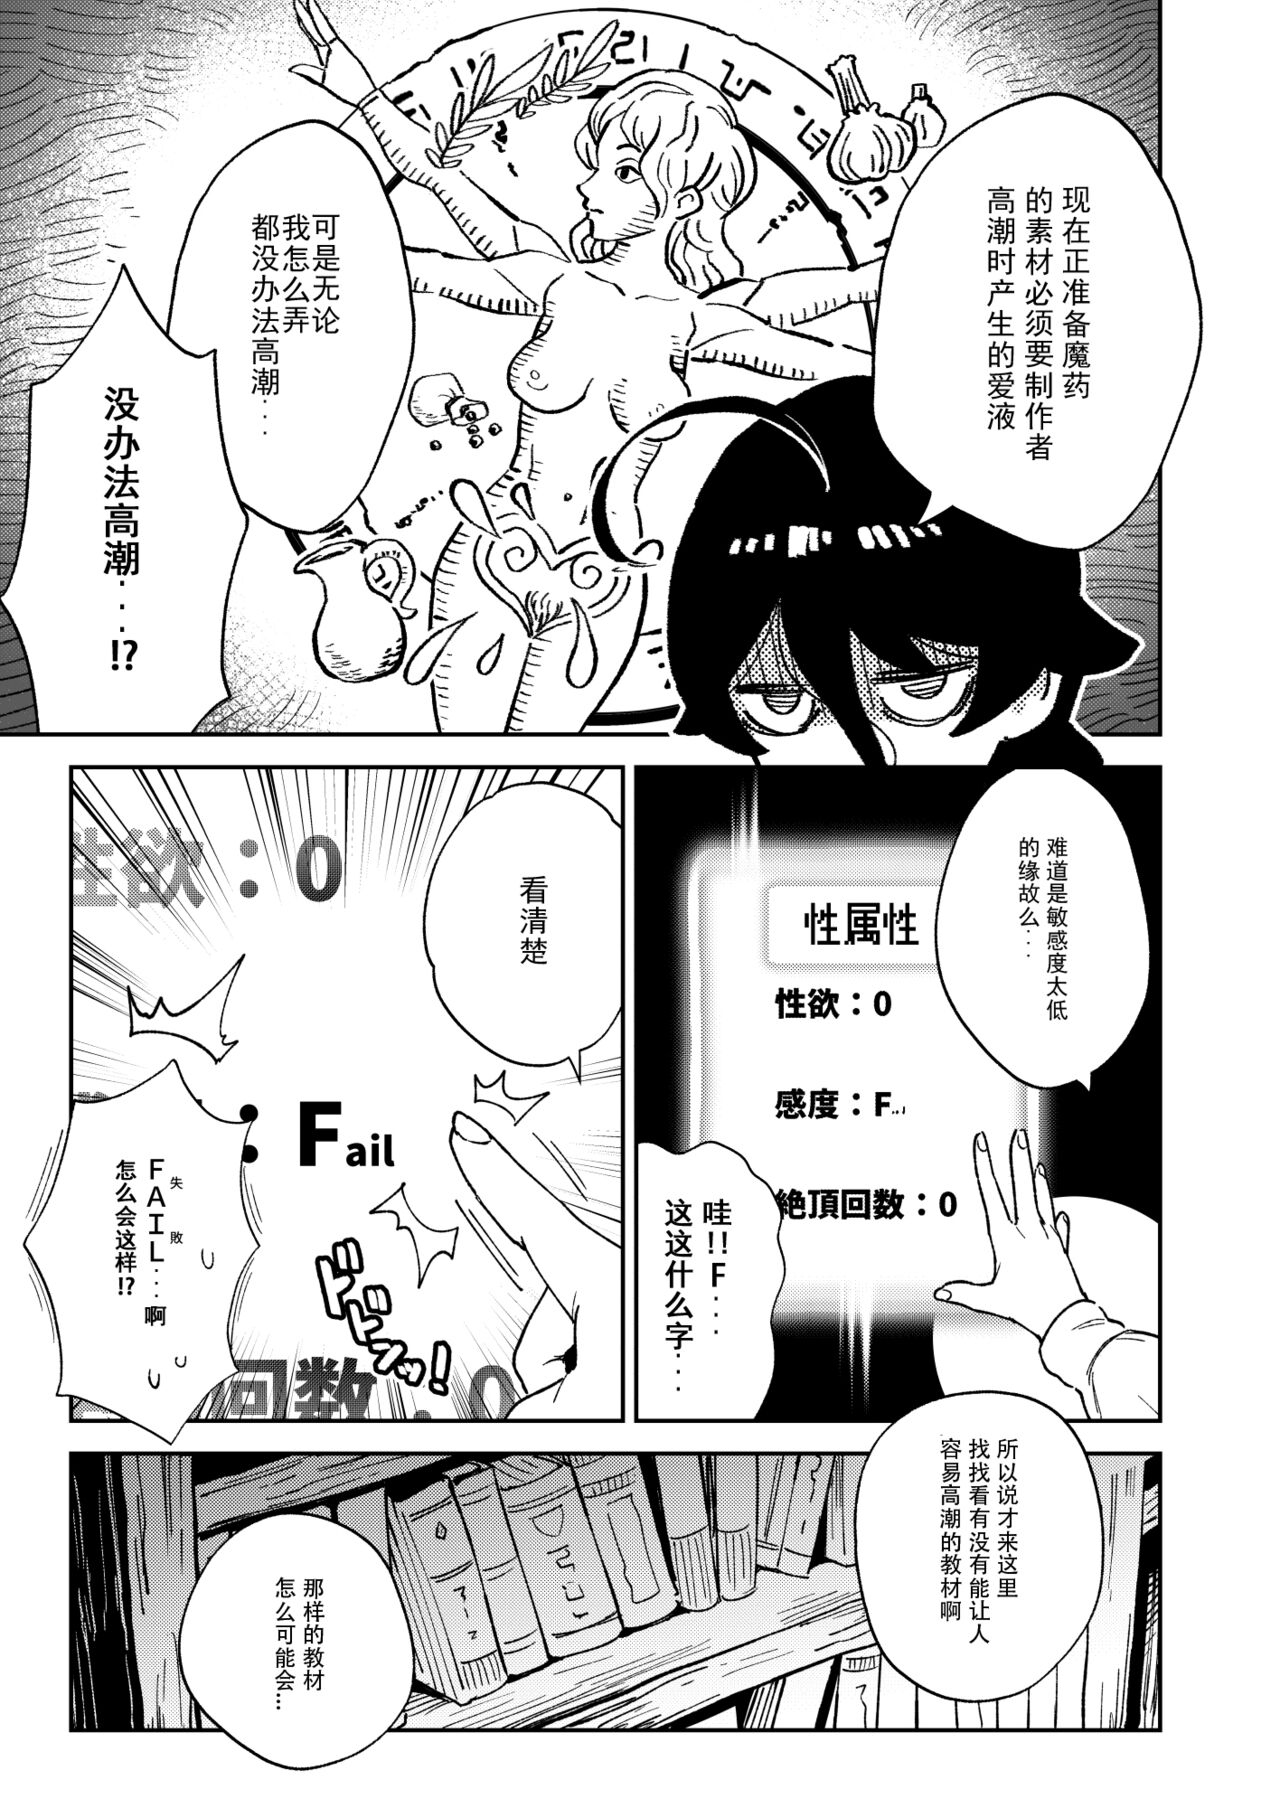 现在正准备魔药
的素材必须要制作者
高潮时产生的爱液
可是无论
我怎么弄
都没办法高潮···
没办法高潮···!?
难道是敏感度太低
的缘故么···
性属性
性欲：0
感度：F
絶頂回数：0
哇!!F···
这这什么字···
看清楚
性欲：0
：Fail
回数：0
FAIL···啊
失敗
怎么会这样!?
ドドドンッ!
所以说才来这里
找找看有没有能让人
容易高潮的教材啊
那样的教材
怎么可能会···